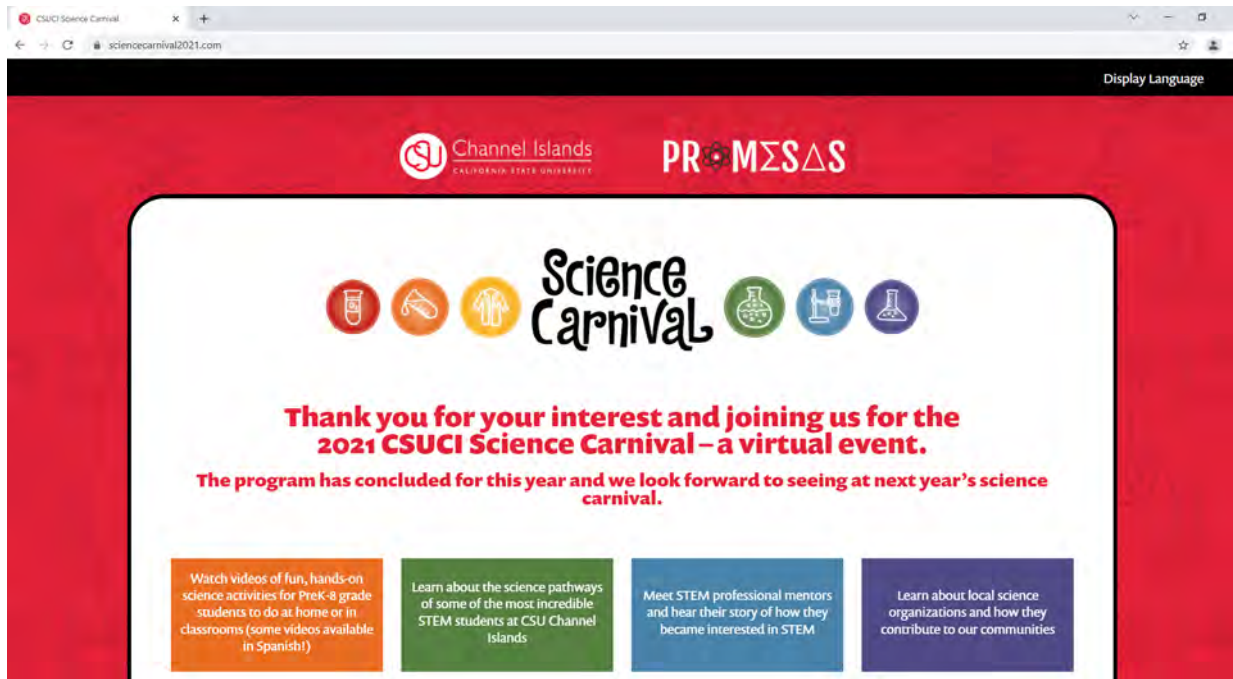 CSUCI Science Carnival
sciencecarnival2021.com
Display Language
CSU Channel Islands
CALIFORNIA STATE UNIVERSITY
PROMΣSΔS
Science
Carnival
Thank you for your interest and joining us for the
2021 CSUCI Science Carnival – a virtual event.
The program has concluded for this year and we look forward to seeing at next year's science
carnival.
Watch videos of fun, hands-on
science activities for PreK-8 grade
students to do at home or in
classrooms (some videos available
in Spanish!)
Learn about the science pathways
of some of the most incredible
STEM students at CSU Channel
Islands
Meet STEM professional mentors
and hear their story of how they
became interested in STEM
Learn about local science
organizations and how they
contribute to our communities